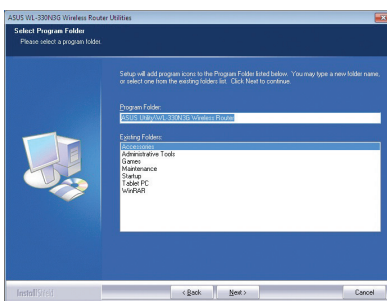 ASUS WL-330N3G Wireless Router Utilities
Select Program Folder
Please select a program folder.
Setup will add program icons to the Program Folder listed below. You may type a new folder name,
or select one from the existing folders list. Click Next to continue.
Program Folder:
ASUS Utility\WL-330N3G Wireless Router
Existing Folders:
Accessories
Administrative Tools
Games
Maintenance
Startup
Tablet PC
WinRAR
InstallShield
< Back
Next >
Cancel